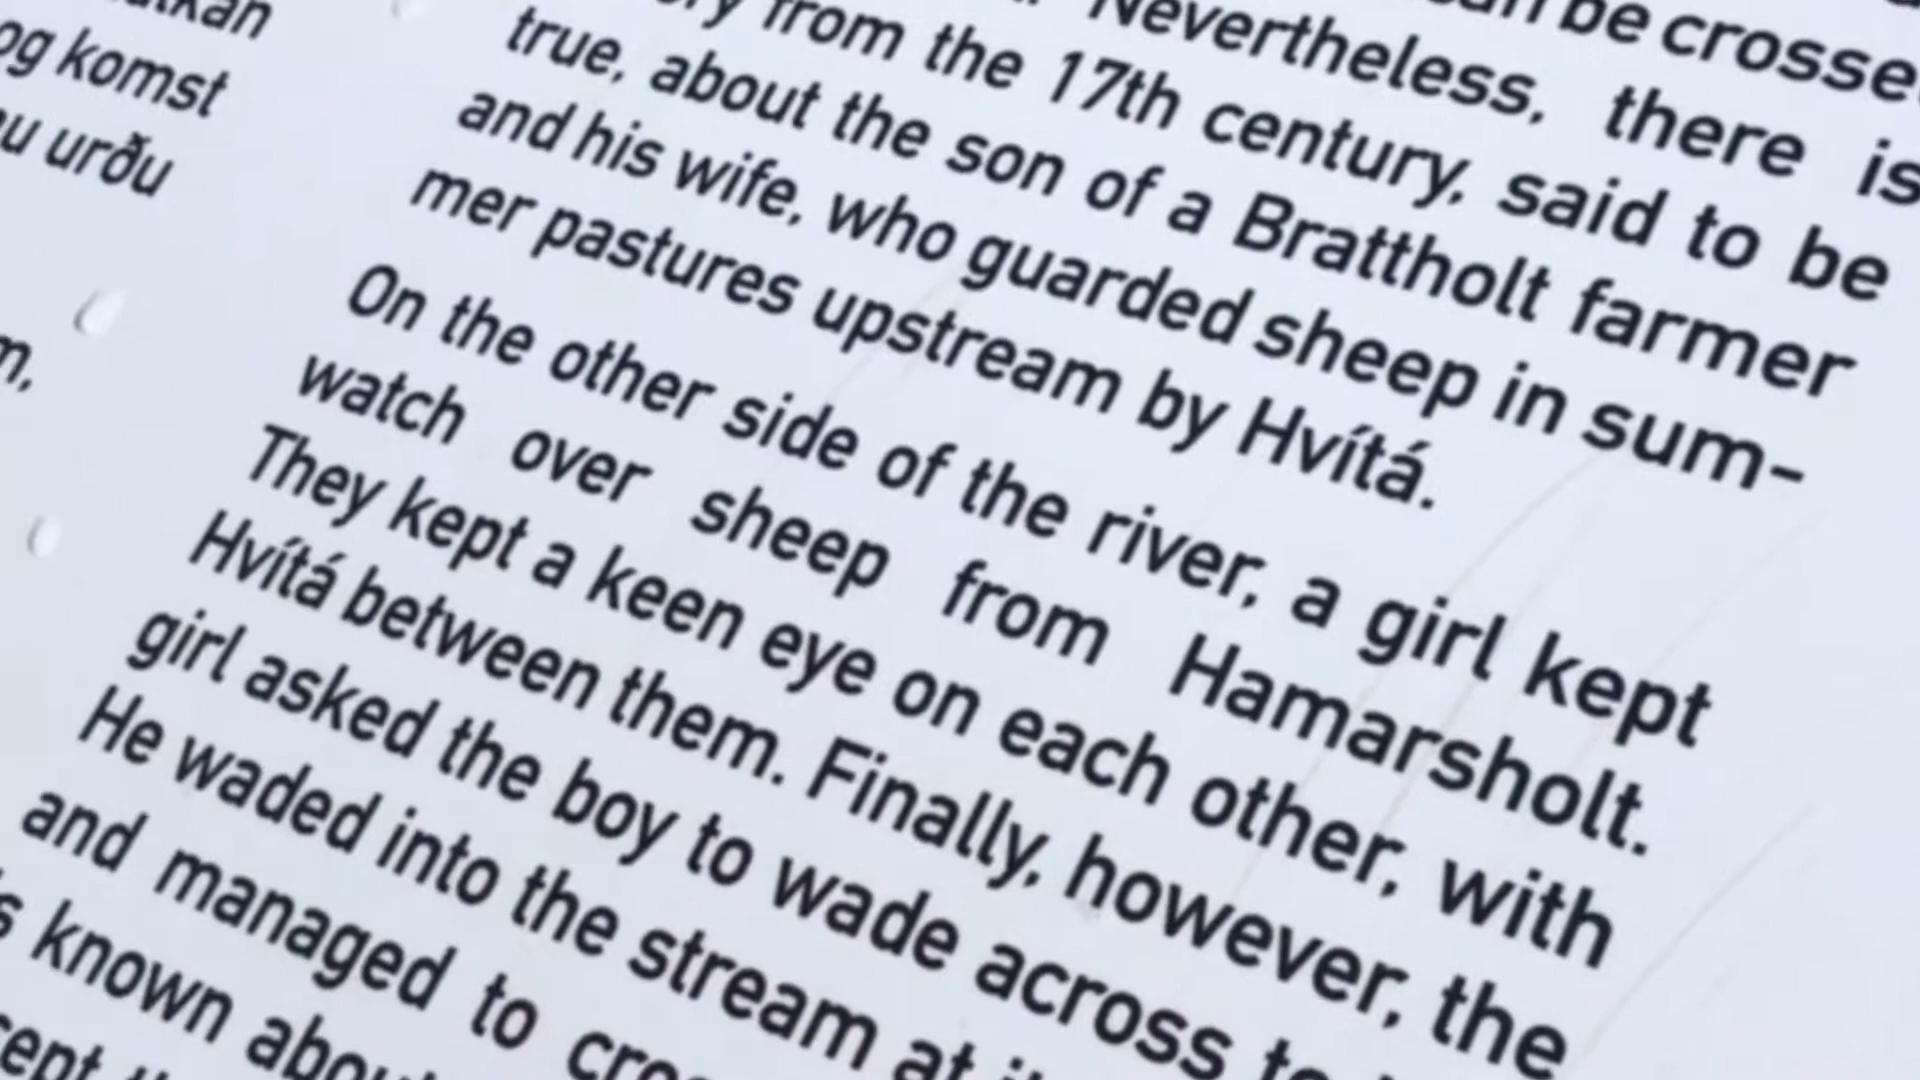 og komst
urðu
be crosse
Nevertheless, there is
from the 17th century, said to be
true, about the son of a Brattholt farmer
and his wife, who guarded sheep in sum-
mer pastures upstream by Hvítá.
On the other side of the river, a girl kept
watch over sheep from Hamarsholt.
They kept a keen eye on each other, with
Hvítá between them. Finally, however, the
girl asked the boy to wade across to
He waded into the stream at
and managed to
known